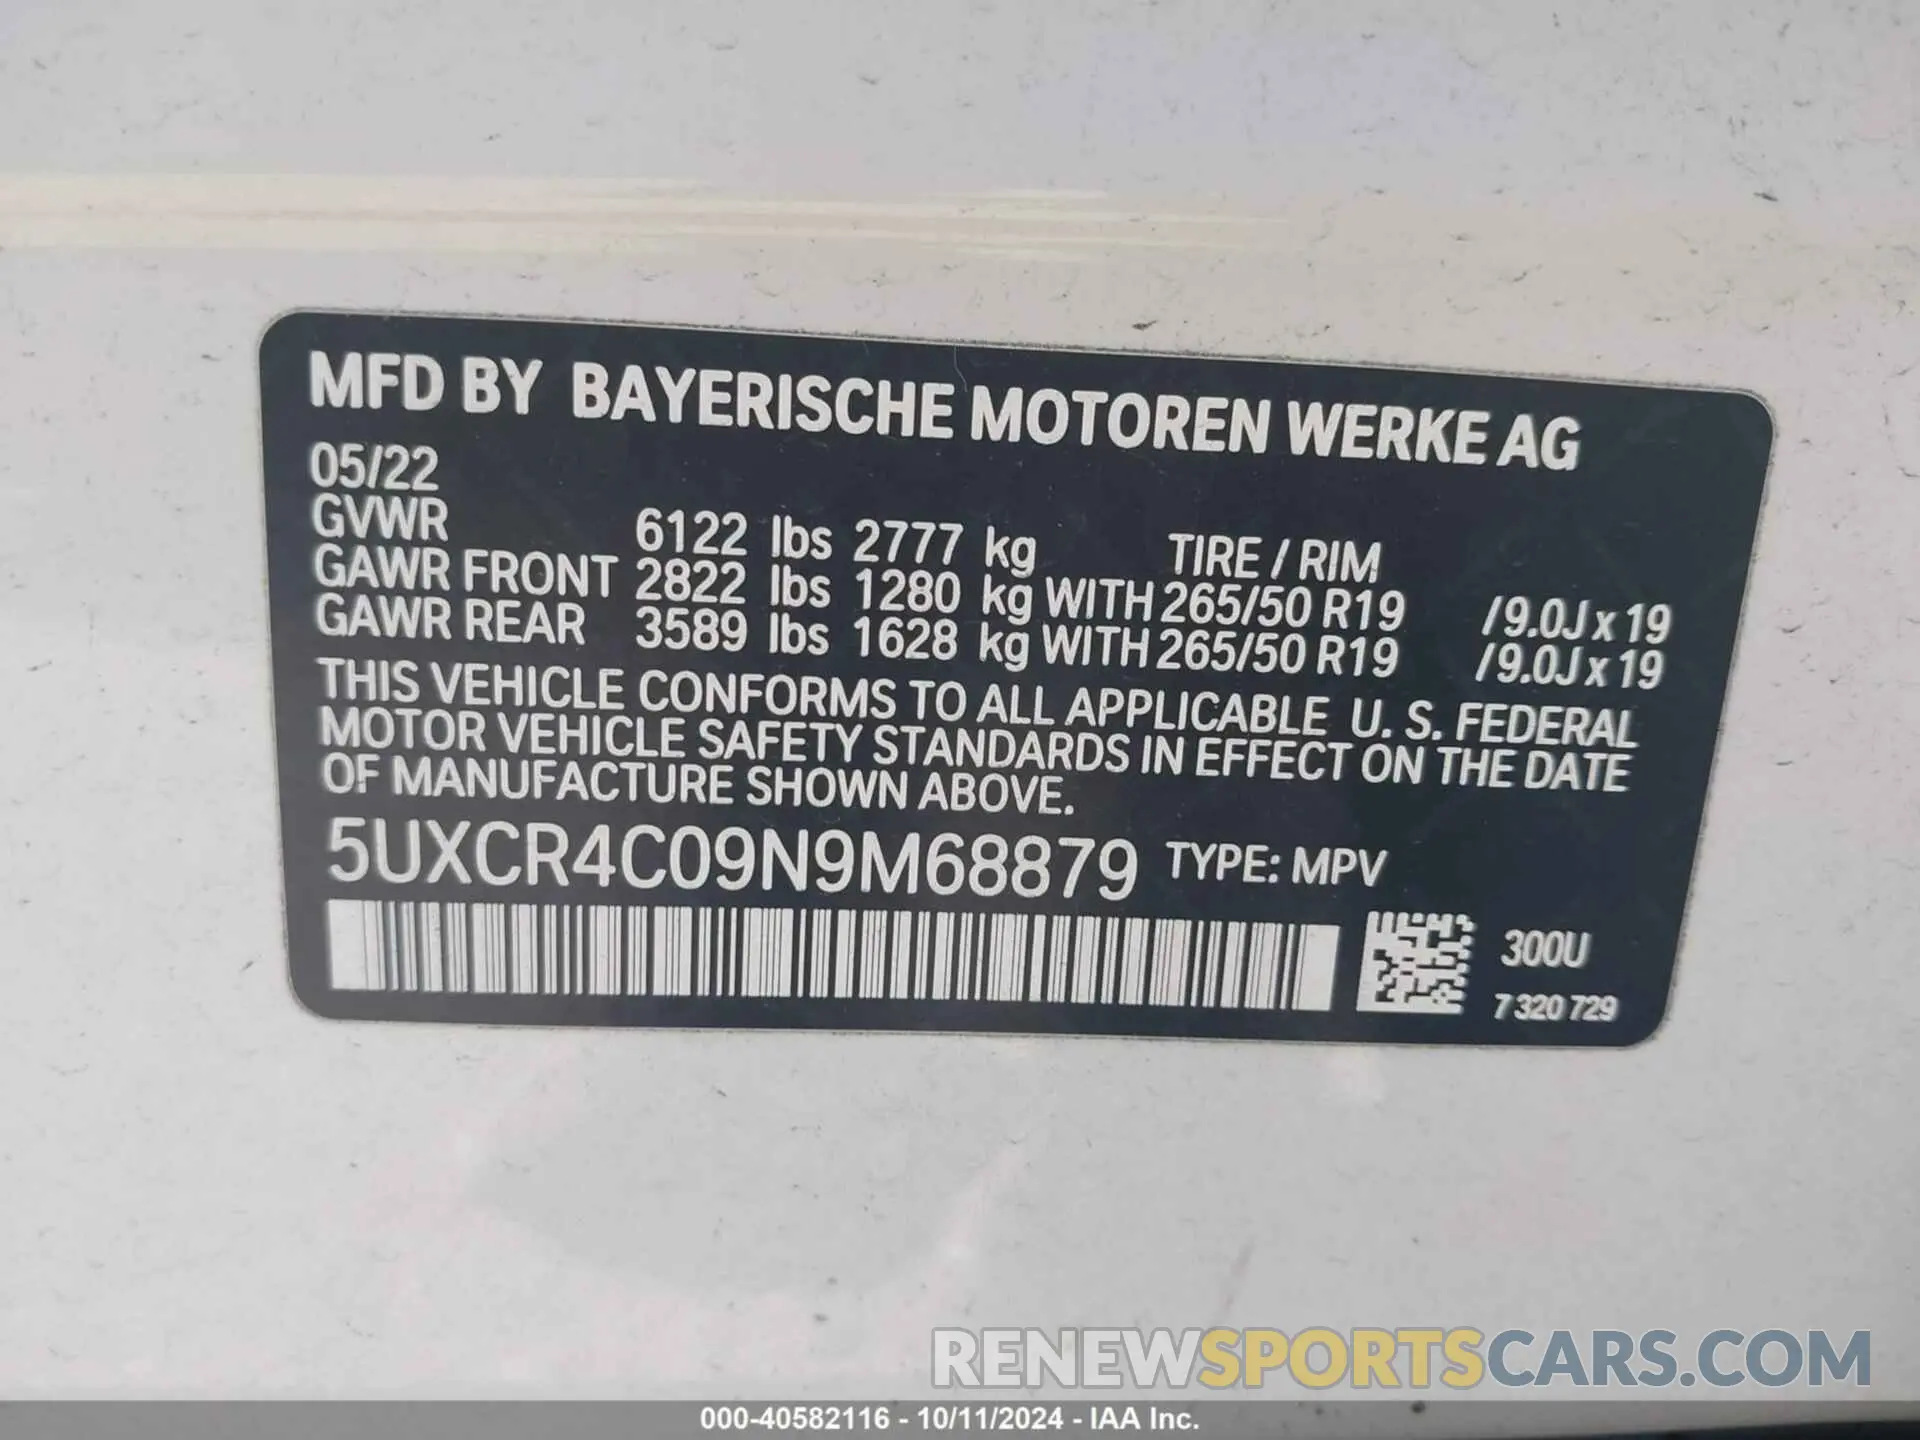 MFD BY BAYERISCHE MOTOREN WERKE AG
05/22
GVWR 6122 lbs 2777 kg TIRE / RIM
GAWR FRONT 2822 lbs 1280 kg WITH 265/50 R19 /9.0J x 19
GAWR REAR 3589 lbs 1628 kg WITH 265/50 R19 /9.0J x 19
THIS VEHICLE CONFORMS TO ALL APPLICABLE U. S. FEDERAL
MOTOR VEHICLE SAFETY STANDARDS IN EFFECT ON THE DATE
OF MANUFACTURE SHOWN ABOVE.
5UXCR4C09N9M68879 TYPE: MPV
300U
7 320 729
RENEWSPORTSCARS.COM
000-40582116 - 10/11/2024 - IAA Inc.